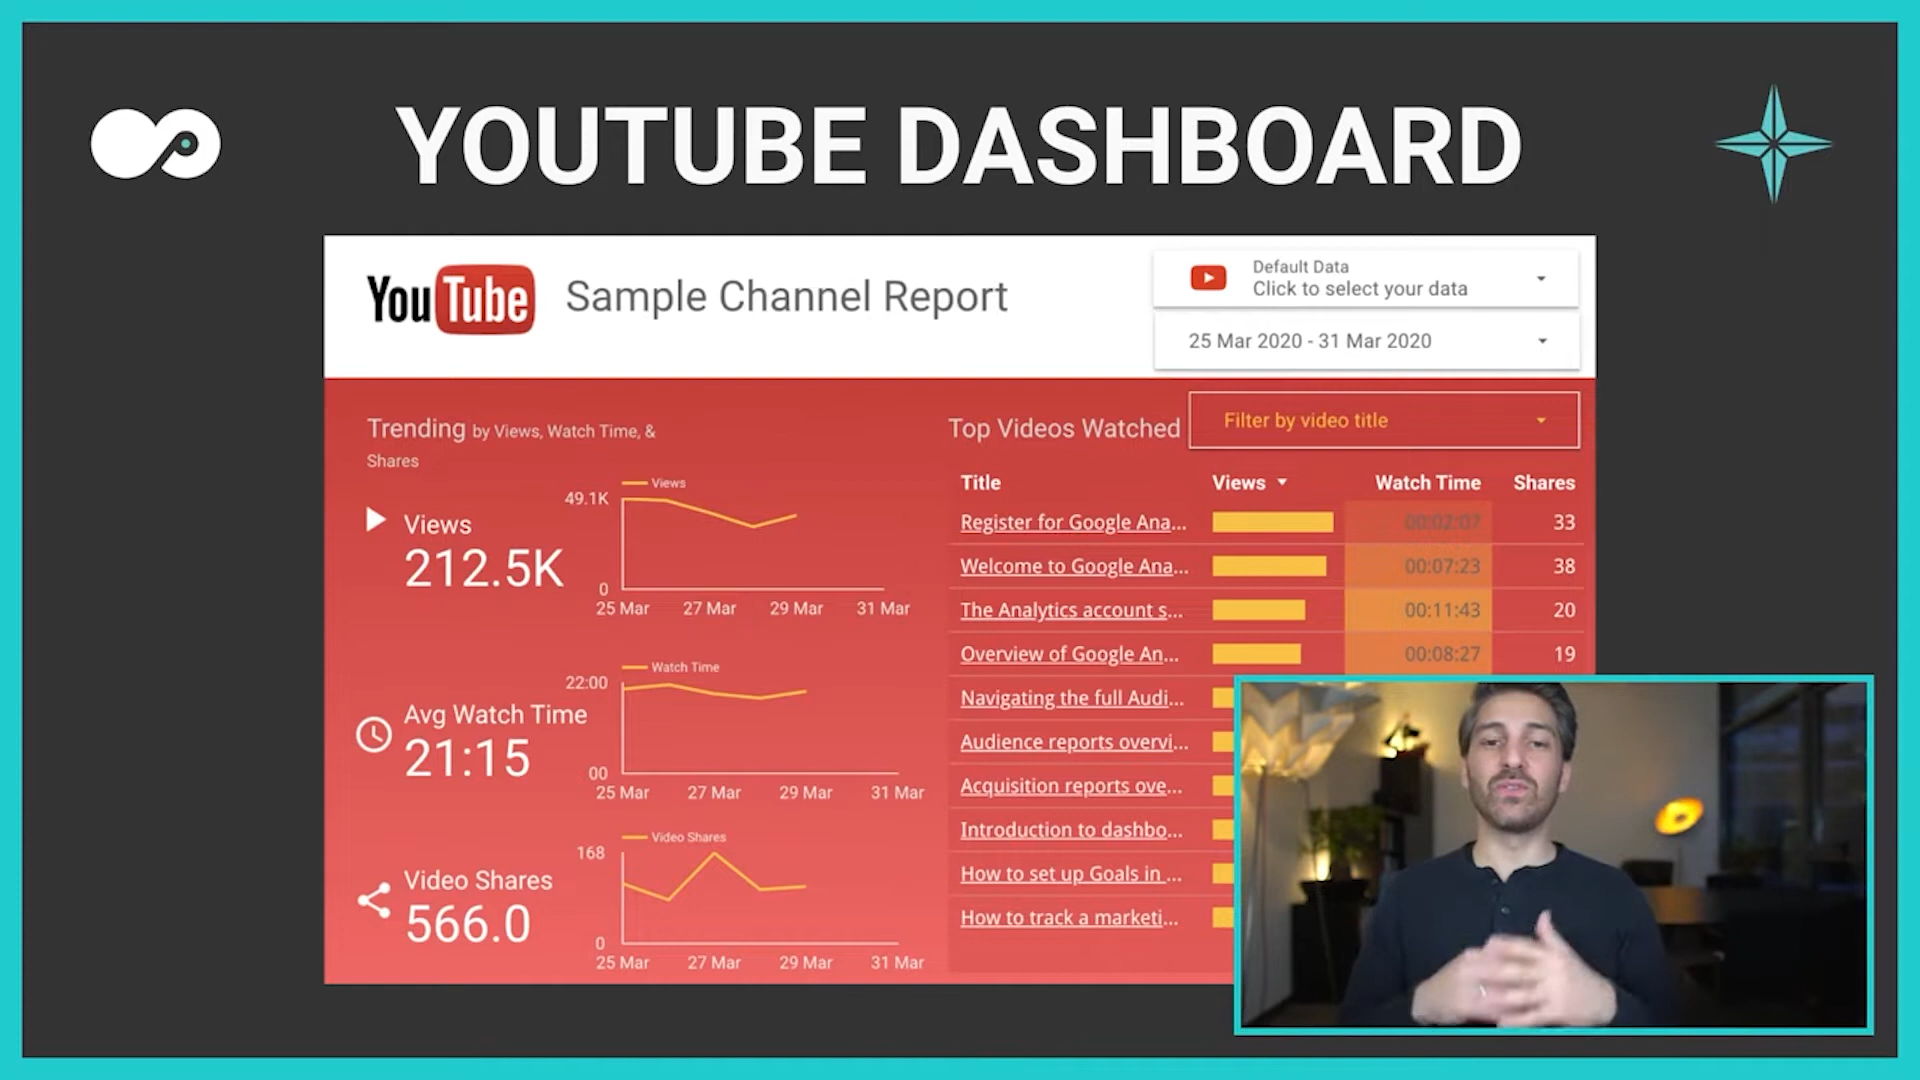 YOUTUBE DASHBOARD
YouTube
Sample Channel Report
Default Data
Click to select your data
25 Mar 2020 - 31 Mar 2020
Trending by Views, Watch Time, &
Shares
Views
212.5K
Views
49.1K
0
25 Mar 27 Mar 29 Mar 31 Mar
Avg Watch Time
21:15
Watch Time
22:00
00
25 Mar 27 Mar 29 Mar 31 Mar
Video Shares
566.0
Video Shares
168
0
25 Mar 27 Mar 29 Mar 31 Mar
Top Videos Watched
Filter by video title
Title Views Watch Time Shares
Register for Google Ana... 00:02:07 33
Welcome to Google Ana... 00:07:23 38
The Analytics account s... 00:11:43 20
Overview of Google An... 00:08:27 19
Navigating the full Audi...
Audience reports overvi...
Acquisition reports ove...
Introduction to dashbo...
How to set up Goals in ...
How to track a marketi...